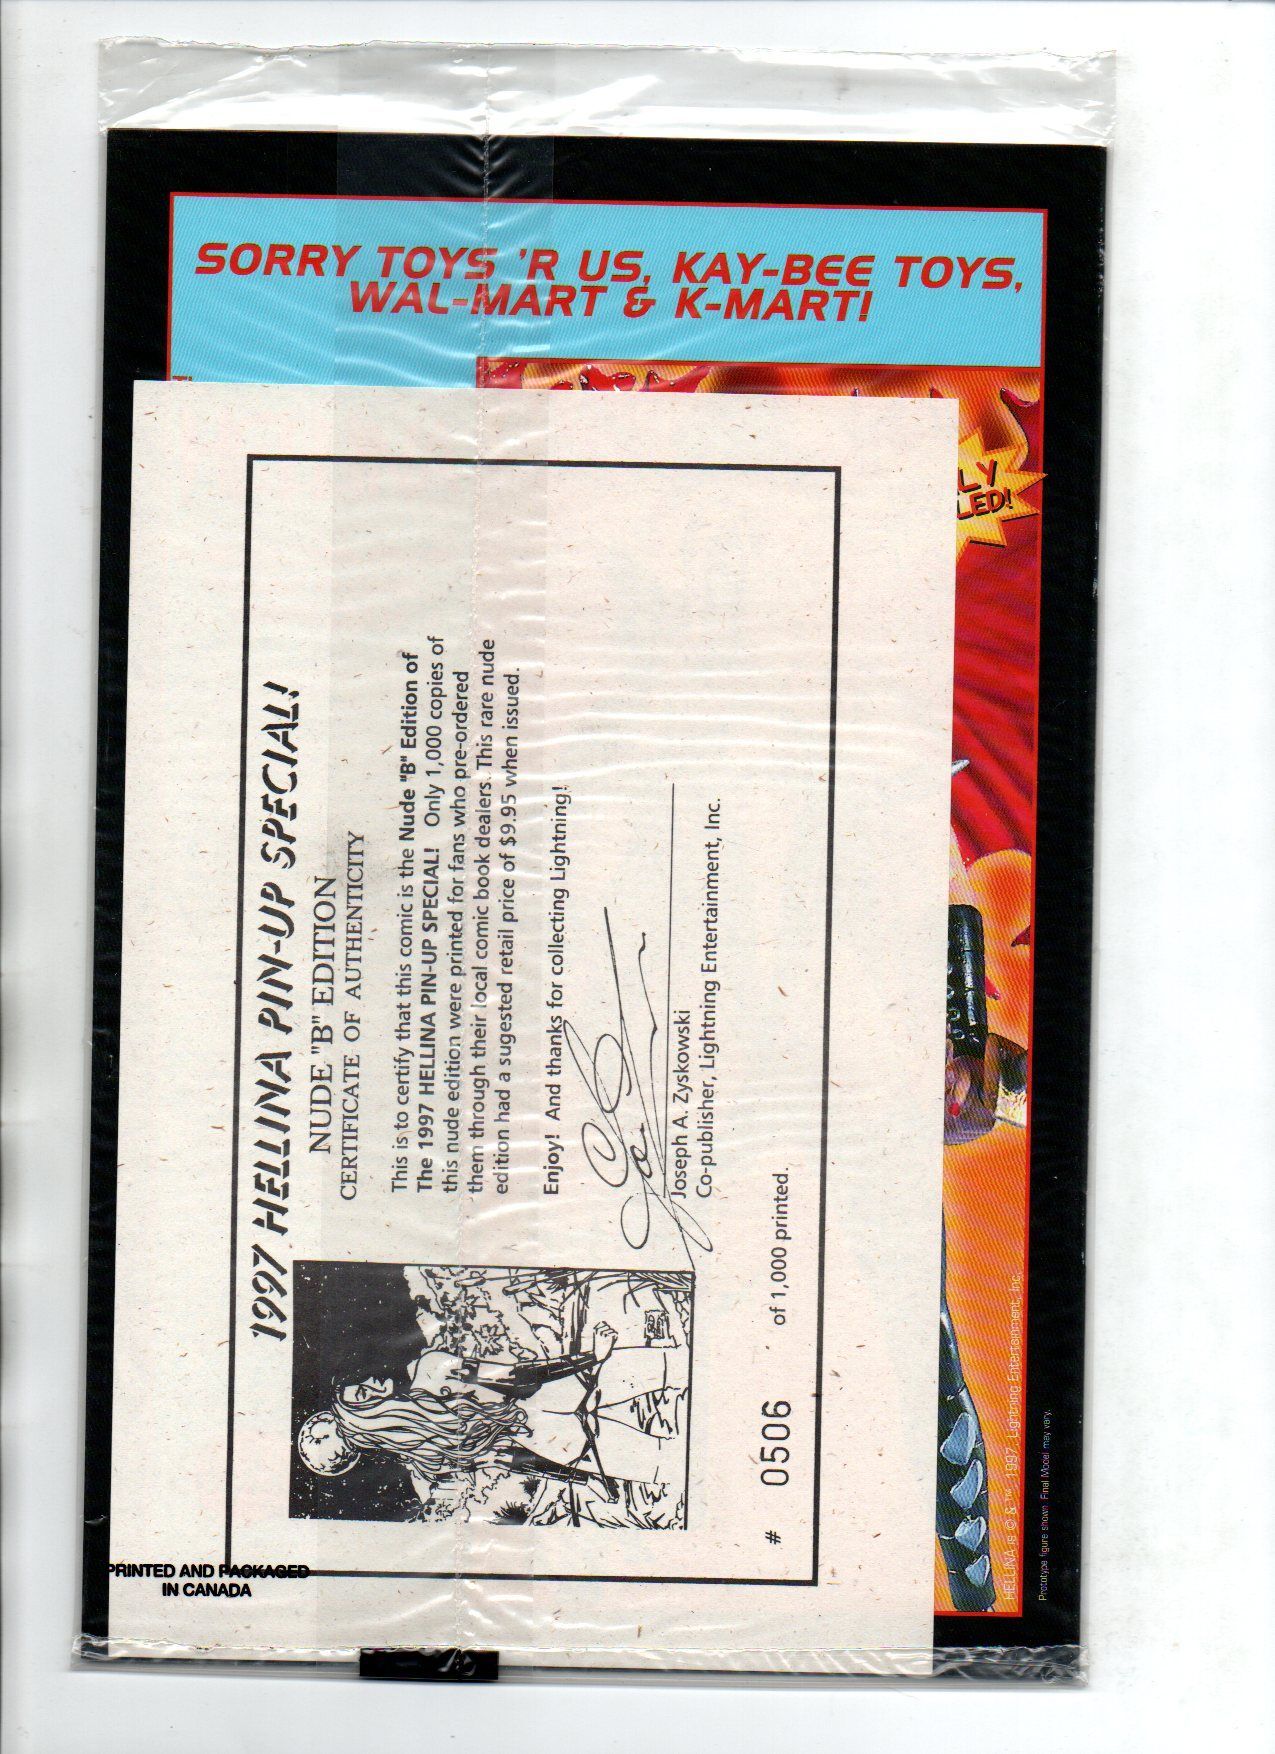 SORRY TOYS 'R US, KAY-BEE TOYS,
WAL-MART & K-MART!
LY
LED!
1997 HELLINA PIN-UP SPECIAL!
NUDE "B" EDITION
CERTIFICATE OF AUTHENTICITY
This is to certify that this comic is the Nude "B" Edition of
The 1997 HELLINA PIN-UP SPECIAL! Only 1,000 copies of
this nude edition were printed for fans who pre-ordered
them through their local comic book dealers. This rare nude
edition had a sugested retail price of $9.95 when issued.
Enjoy! And thanks for collecting Lightning!
Joseph A. Zyskowski
Co-publisher, Lightning Entertainment, Inc.
# 0506 of 1,000 printed.
PRINTED AND PACKAGED
IN CANADA
HELLINA is © & ™ 1997 Lightning Entertainment, Inc.
Prototype figure shown. Final Model may vary.